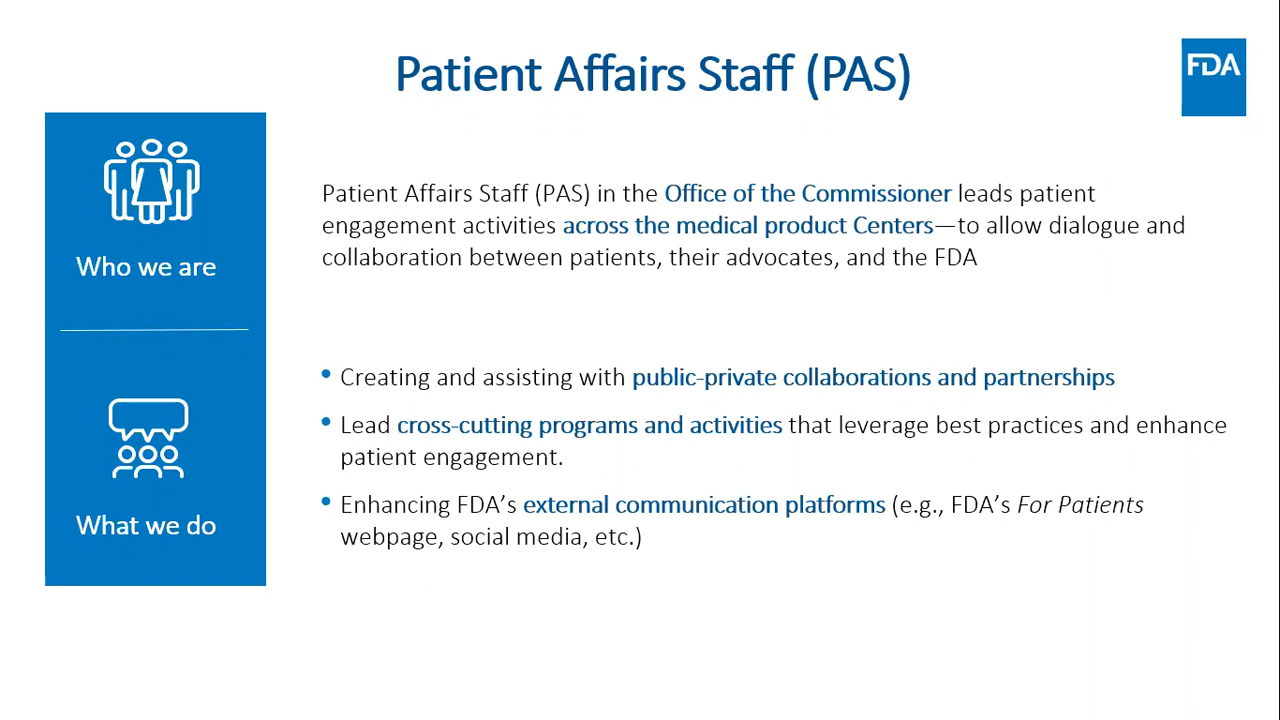 Patient Affairs Staff (PAS)
FDA
Who we are
Patient Affairs Staff (PAS) in the Office of the Commissioner leads patient
engagement activities across the medical product Centers—to allow dialogue and
collaboration between patients, their advocates, and the FDA
What we do
• Creating and assisting with public-private collaborations and partnerships
• Lead cross-cutting programs and activities that leverage best practices and enhance
patient engagement.
• Enhancing FDA’s external communication platforms (e.g., FDA’s For Patients
webpage, social media, etc.)